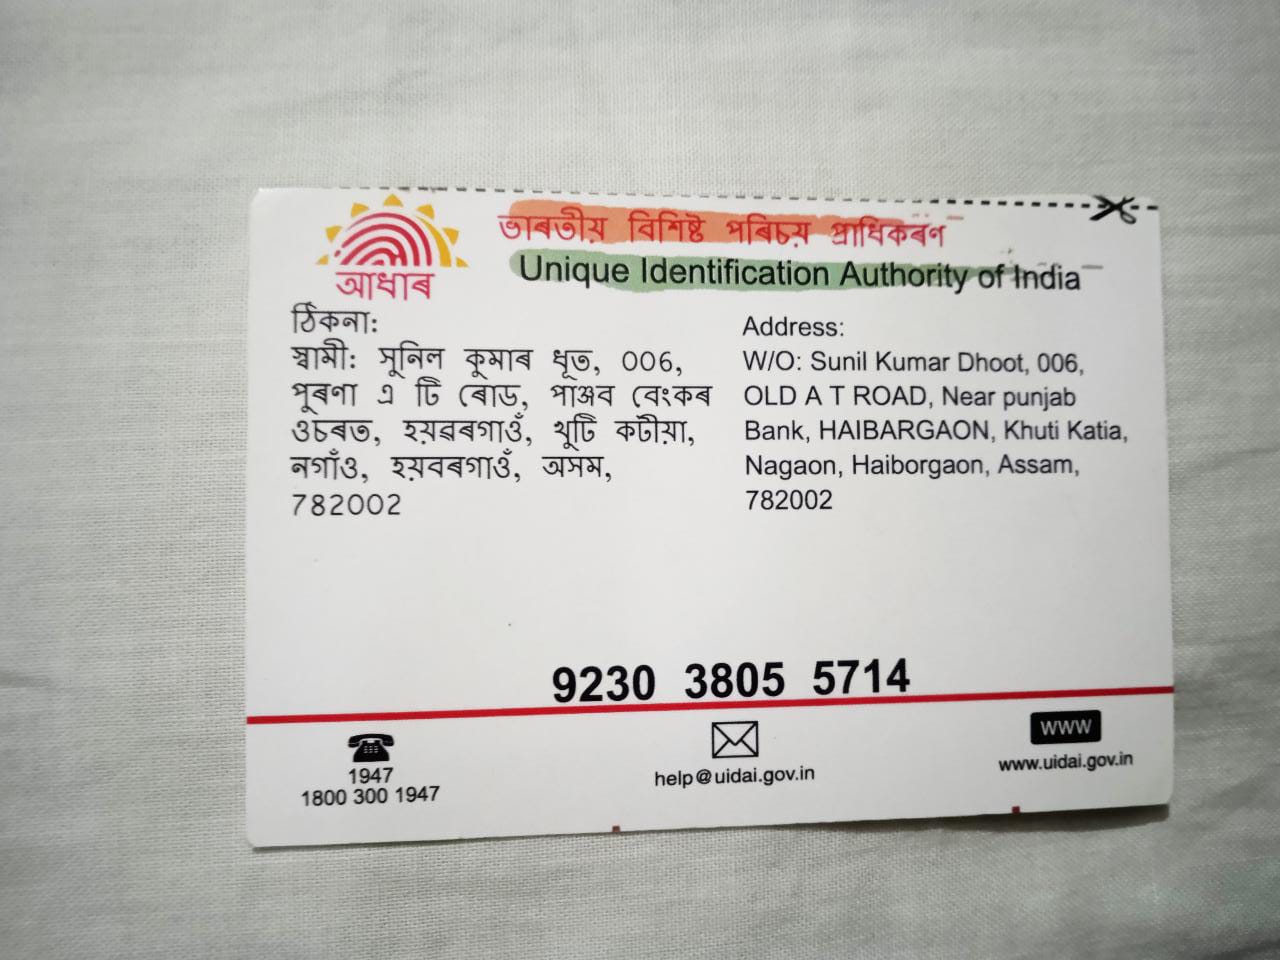 ভাৰতীয় বিশিষ্ট পৰিচয় প্ৰাধিকৰণ
Unique Identification Authority of India
আধাৰ
ঠিকনা:
স্বামী: সুনিল কুমাৰ ধূত, 006,
পূৰণা এ টি ৰোড, পাঞ্জব বেংকৰ
ওচৰত, হয়ৱৰগাওঁ, খুটি কটীয়া,
নগাঁও, হয়বৰগাওঁ, অসম,
782002
Address:
W/O: Sunil Kumar Dhoot, 006,
OLD A T ROAD, Near punjab
Bank, HAIBARGAON, Khuti Katia,
Nagaon, Haiborgaon, Assam,
782002
9230 3805 5714
1947
1800 300 1947
help@uidai.gov.in
WWW
www.uidai.gov.in